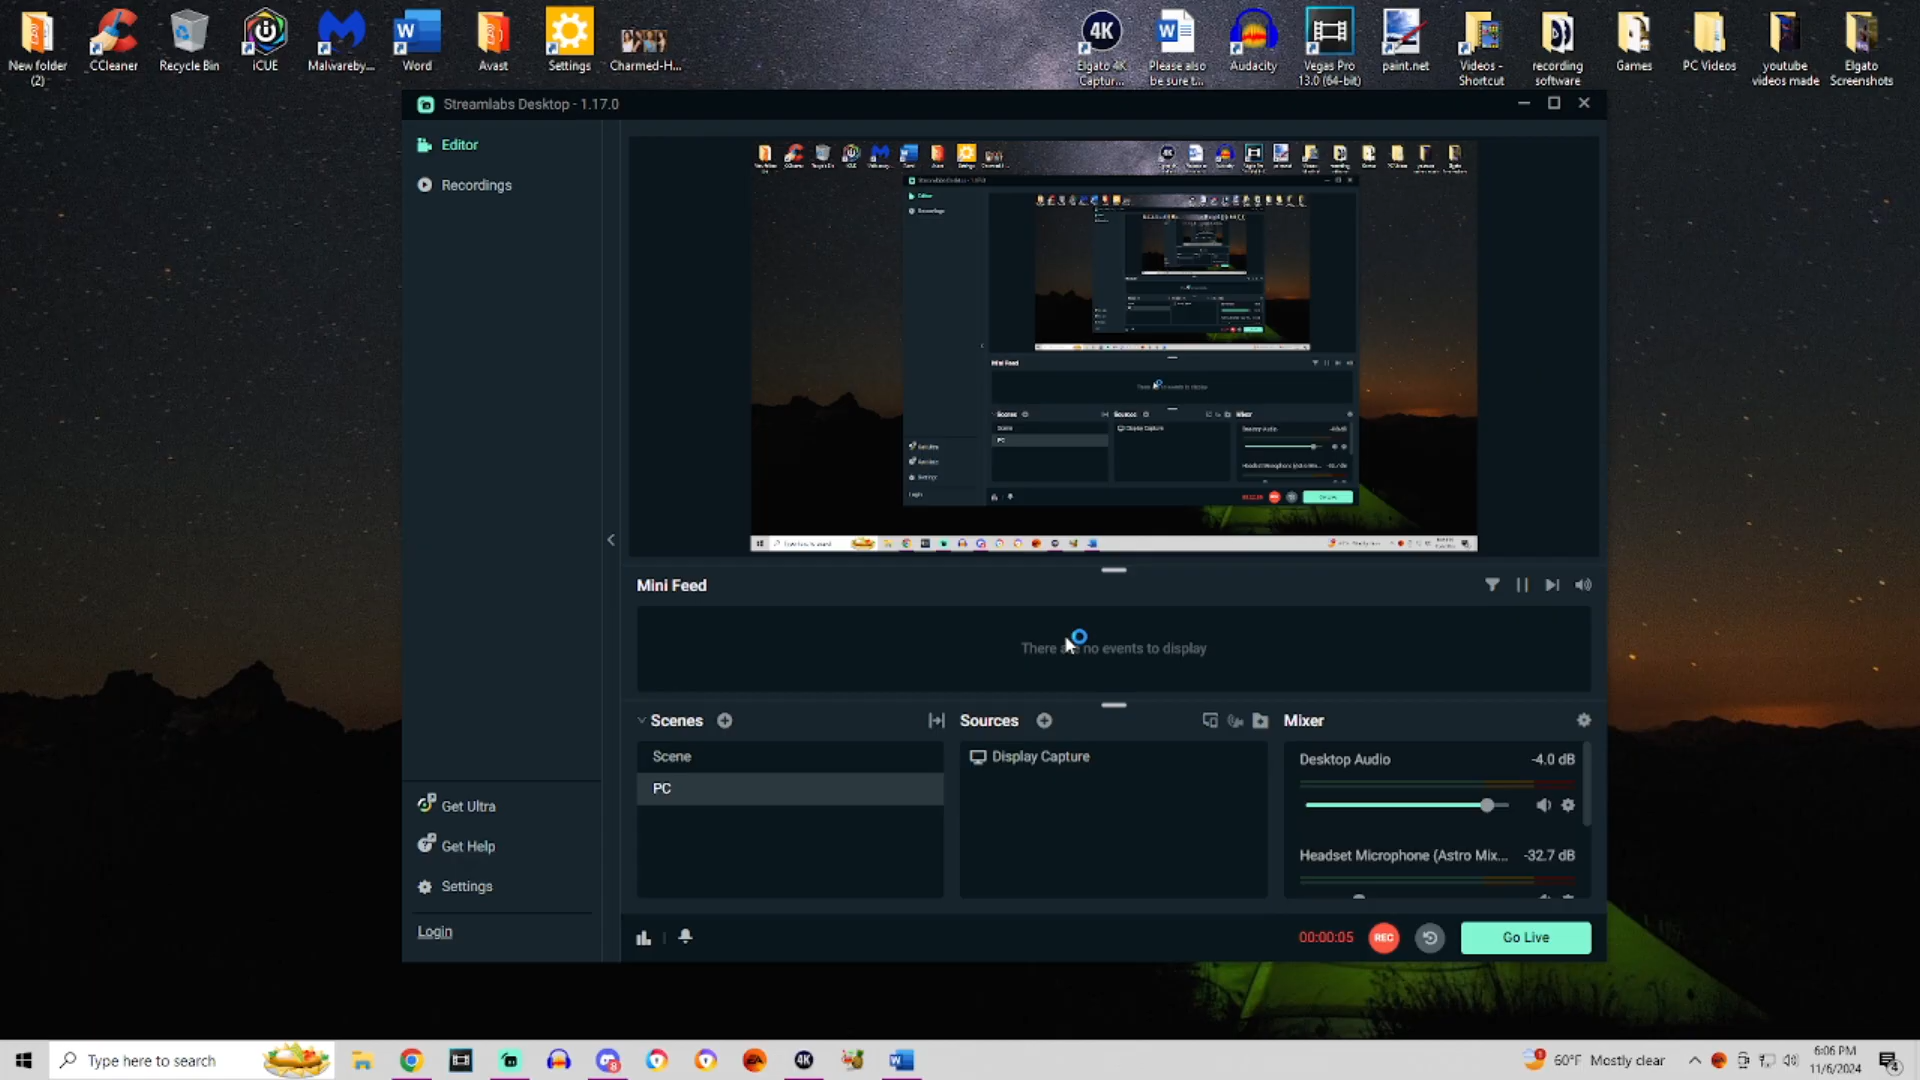 New folder
(2)
CCleaner
Recycle Bin
iCUE
Malwareby...
Word
Avast
Settings
Charmed-H...
Elgato 4K
Captur...
Please also
be sure t...
Audacity
Vegas Pro
13.0 (64-bit)
paint.net
Videos -
Shortcut
recording
software
Games
PC Videos
youtube
videos made
Elgato
Screenshots
Streamlabs Desktop - 1.17.0
Editor
Recordings
Mini Feed
There are no events to display
Scenes
Sources
Mixer
Scene
PC
Display Capture
Desktop Audio
-4.0 dB
Headset Microphone (Astro Mix...
-32.7 dB
Get Ultra
Get Help
Settings
Login
00:00:05
REC
Go Live
Type here to search
60°F Mostly clear
6:06 PM
11/6/2024